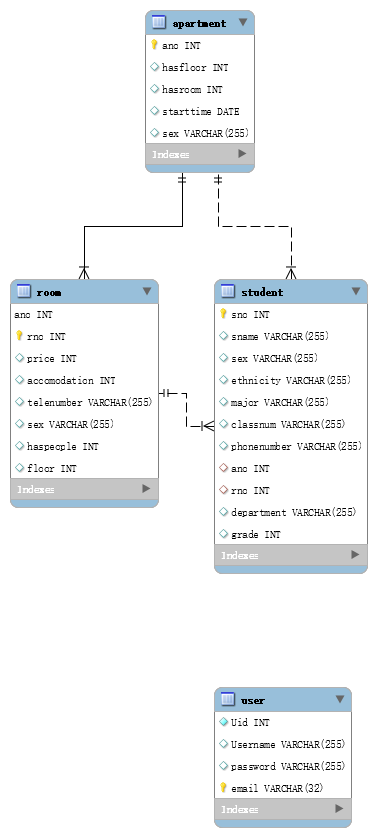 apartment
ano INT
hasfloor INT
hasroom INT
starttime DATE
sex VARCHAR(255)
Indexes
room
ano INT
rno INT
price INT
accomodation INT
telenumber VARCHAR(255)
sex VARCHAR(255)
haspeople INT
floor INT
Indexes
student
sno INT
sname VARCHAR(255)
sex VARCHAR(255)
ethnicity VARCHAR(255)
major VARCHAR(255)
classnum VARCHAR(255)
phonenumber VARCHAR(255)
ano INT
rno INT
department VARCHAR(255)
grade INT
Indexes
user
Uid INT
Username VARCHAR(255)
password VARCHAR(255)
email VARCHAR(32)
Indexes